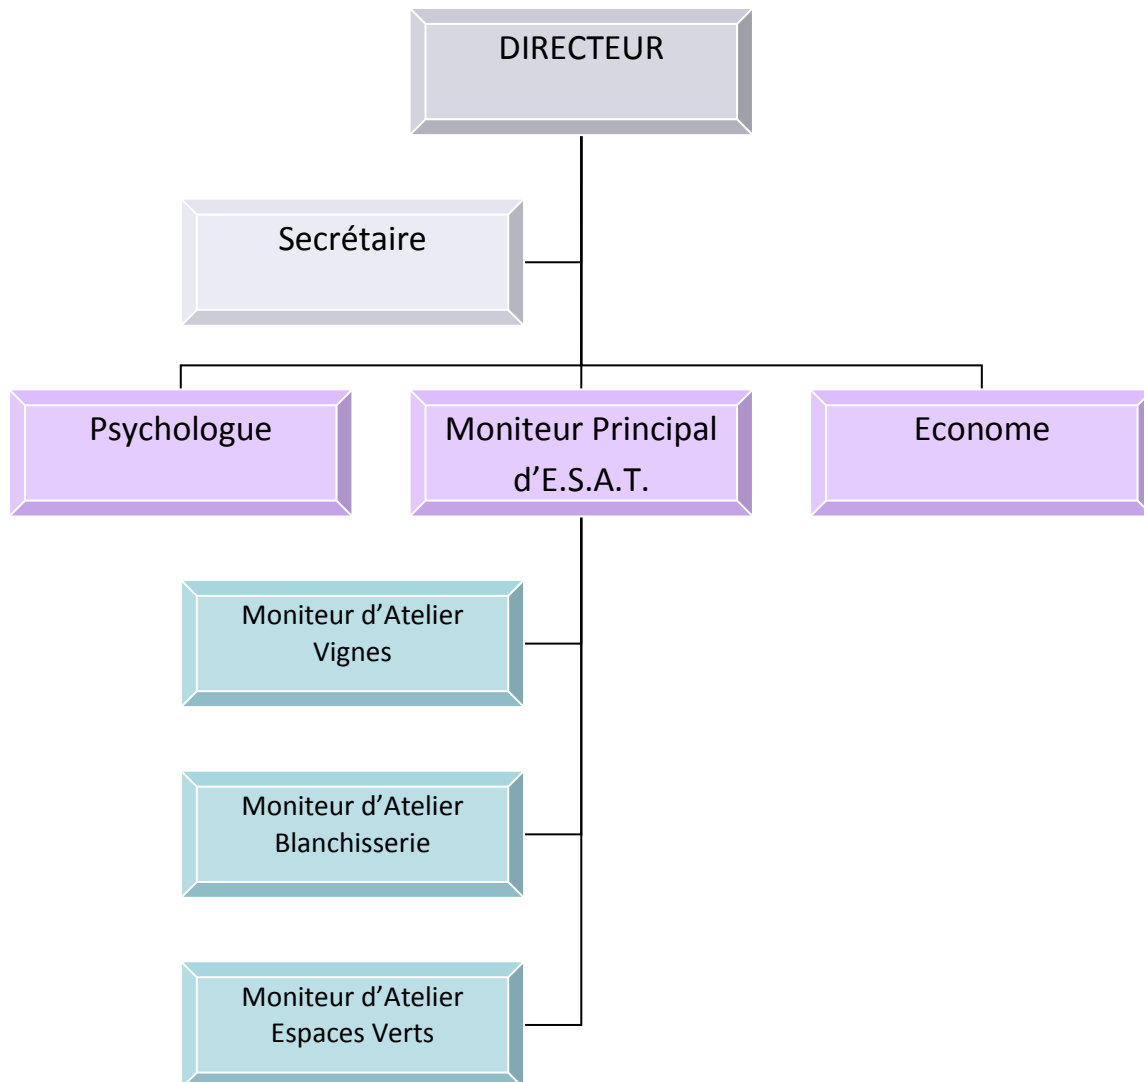 DIRECTEUR
Secrétaire
Psychologue
Moniteur Principal
d’E.S.A.T.
Econome
Moniteur d’Atelier
Vignes
Moniteur d’Atelier
Blanchisserie
Moniteur d’Atelier
Espaces Verts